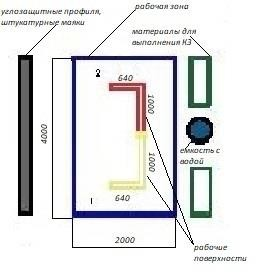 углозащитные профиля,
штукатурные маяки
рабочая зона
материалы для
выполнения КЗ
2
640
1000
4000
емкость с
водой
1000
640
1
2000
рабочие
поверхности